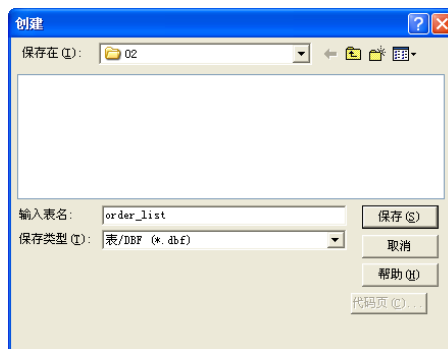 创建
保存在(I): 02
输入表名: order_list 保存(S)
保存类型(T): 表/DBF (*.dbf) 取消
帮助(H)
代码页(C)...